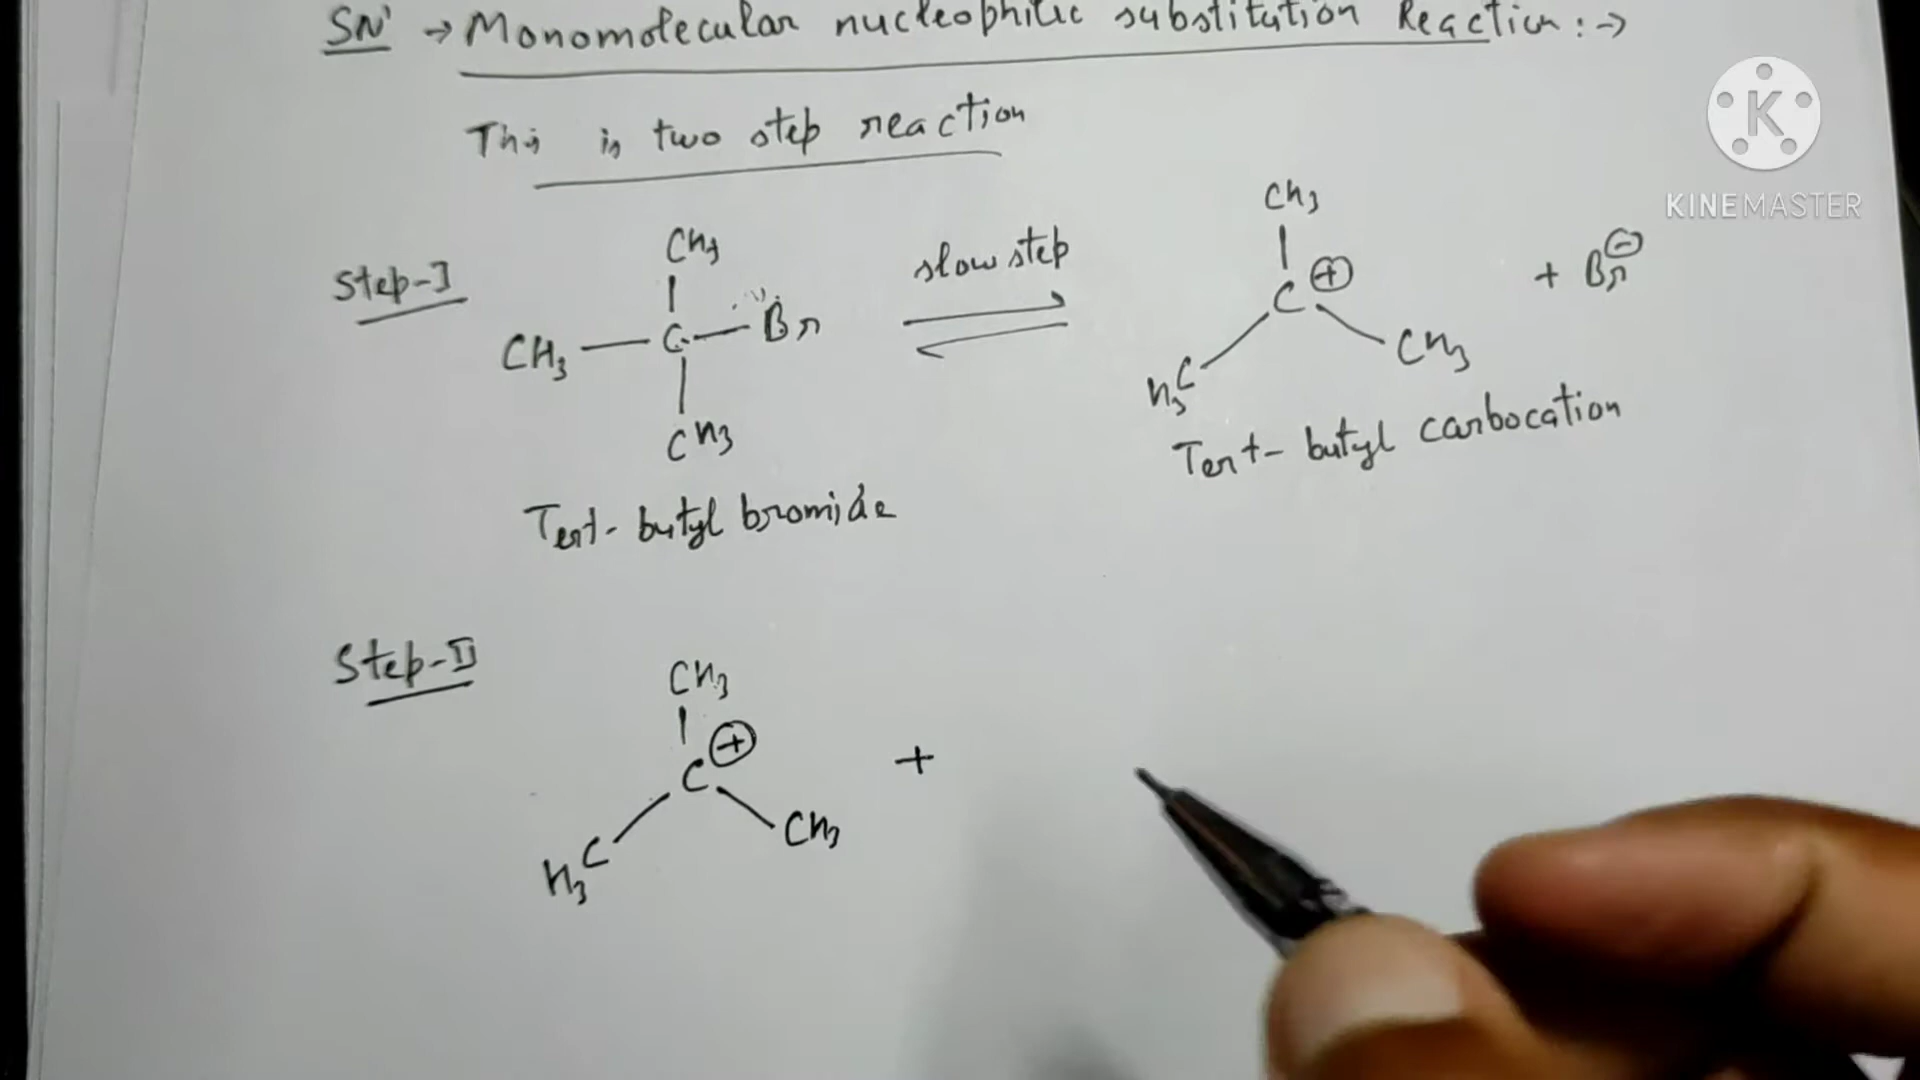 SN¹ → Monomolecular nucleophilic substitution Reaction :→
This is two step reaction
K
KINEMASTER
Step-I
CH3
CH3 — C — Br
CH3
slow step
CH3
C ⊕
H3C CH3
+ Br⊖
Tert- butyl bromide
Tert- butyl carbocation
Step-II
CH3
C ⊕ +
H3C CH3